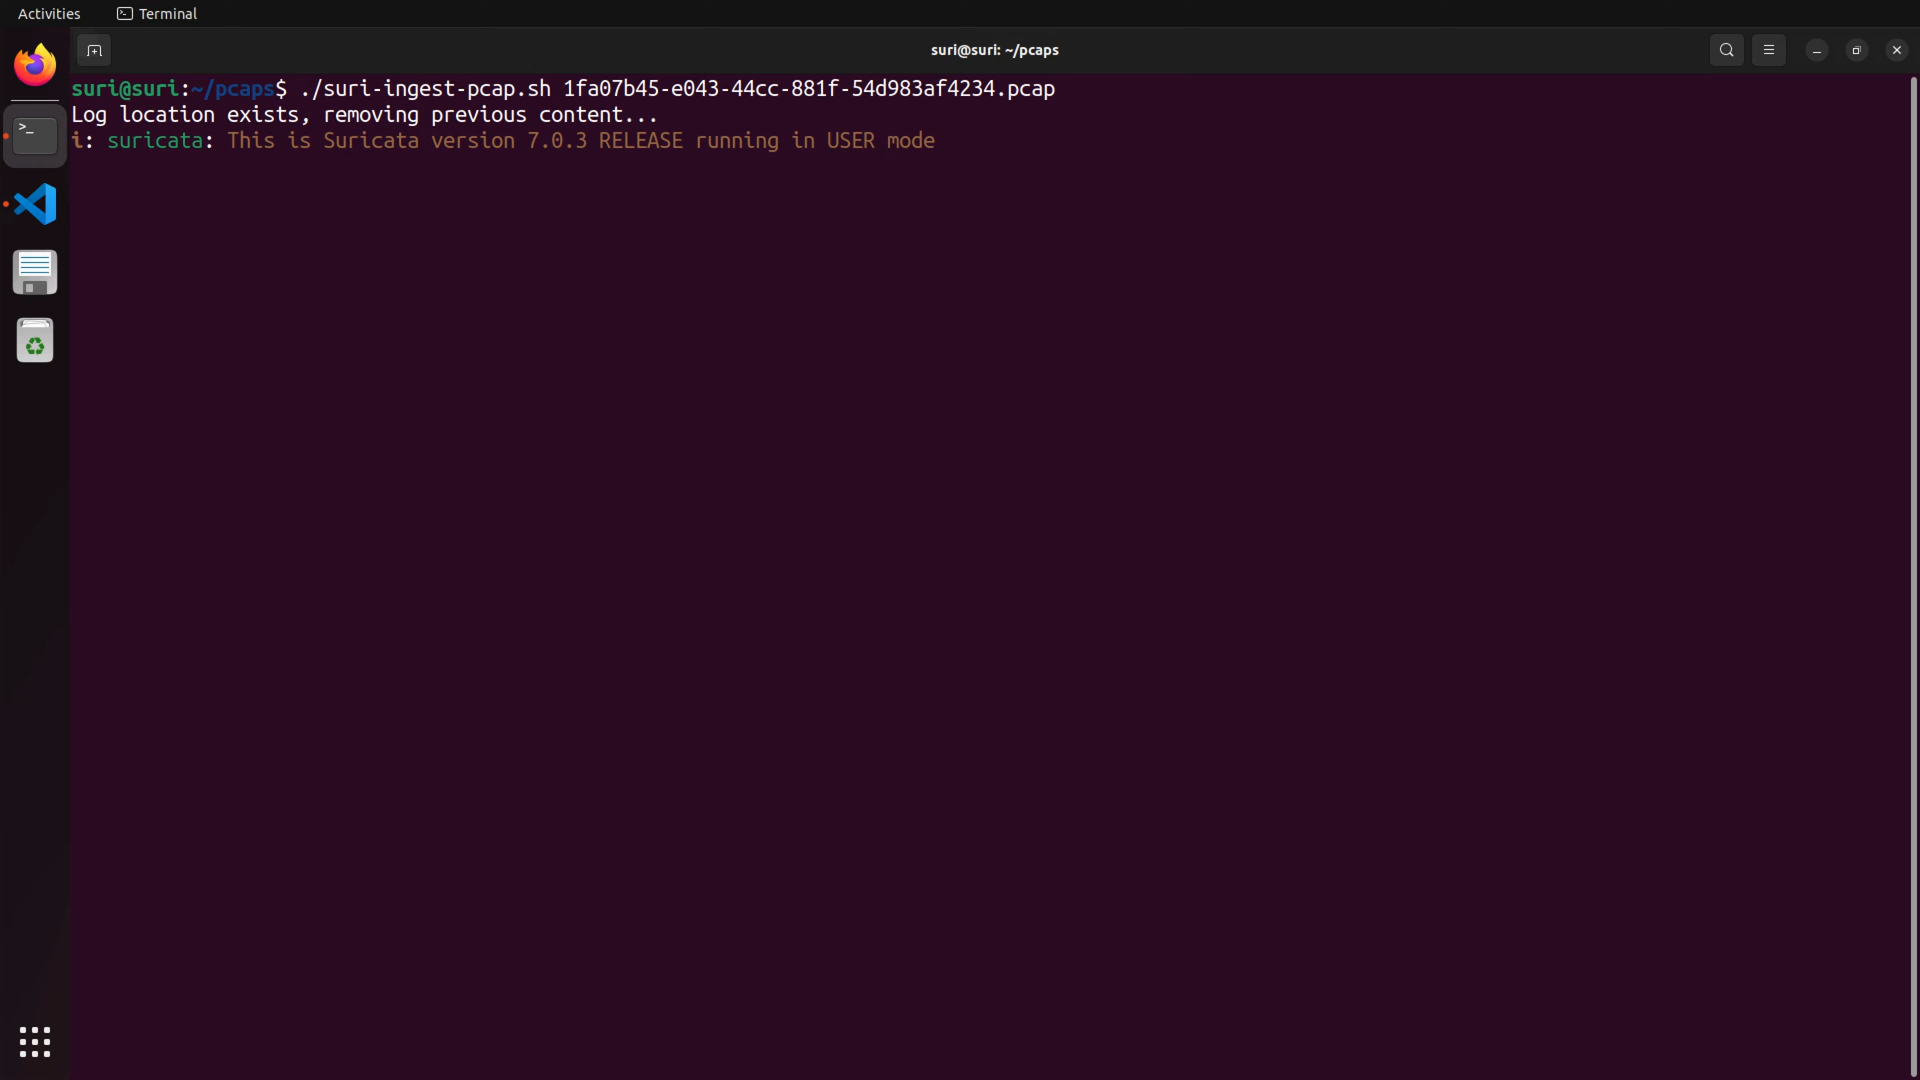 Activities
Terminal
suri@suri: ~/pcaps
suri@suri:~/pcaps$ ./suri-ingest-pcap.sh 1fa07b45-e043-44cc-881f-54d983af4234.pcap
Log location exists, removing previous content...
i: suricata: This is Suricata version 7.0.3 RELEASE running in USER mode